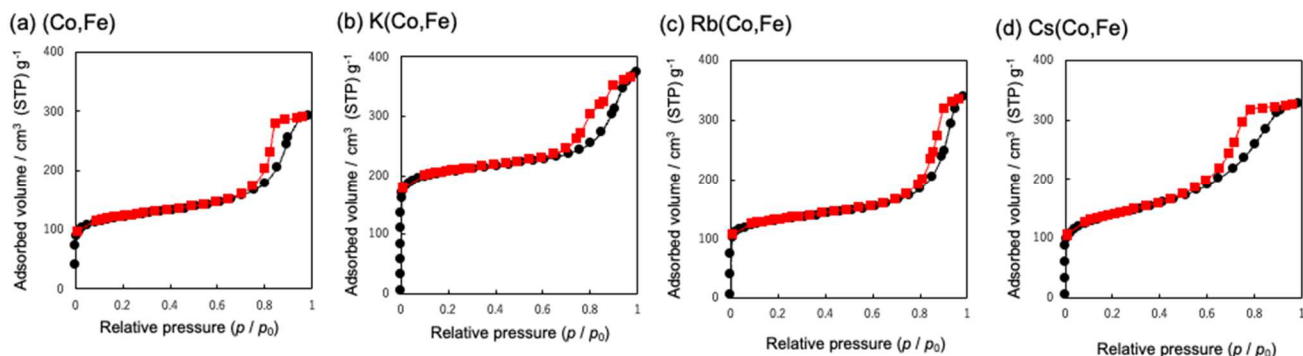 (a) (Co,Fe)
Adsorbed volume / cm³ (STP) g⁻¹
400
300
200
100
0
0 0.2 0.4 0.6 0.8 1
Relative pressure (p / p₀)
(b) K(Co,Fe)
Adsorbed volume / cm³ (STP) g⁻¹
400
300
200
100
0
0 0.2 0.4 0.6 0.8 1
Relative pressure (p / p₀)
(c) Rb(Co,Fe)
Adsorbed volume / cm³ (STP) g⁻¹
400
300
200
100
0
0 0.2 0.4 0.6 0.8 1
Relative pressure (p / p₀)
(d) Cs(Co,Fe)
Adsorbed volume / cm³ (STP) g⁻¹
400
300
200
100
0
0 0.2 0.4 0.6 0.8 1
Relative pressure (p / p₀)